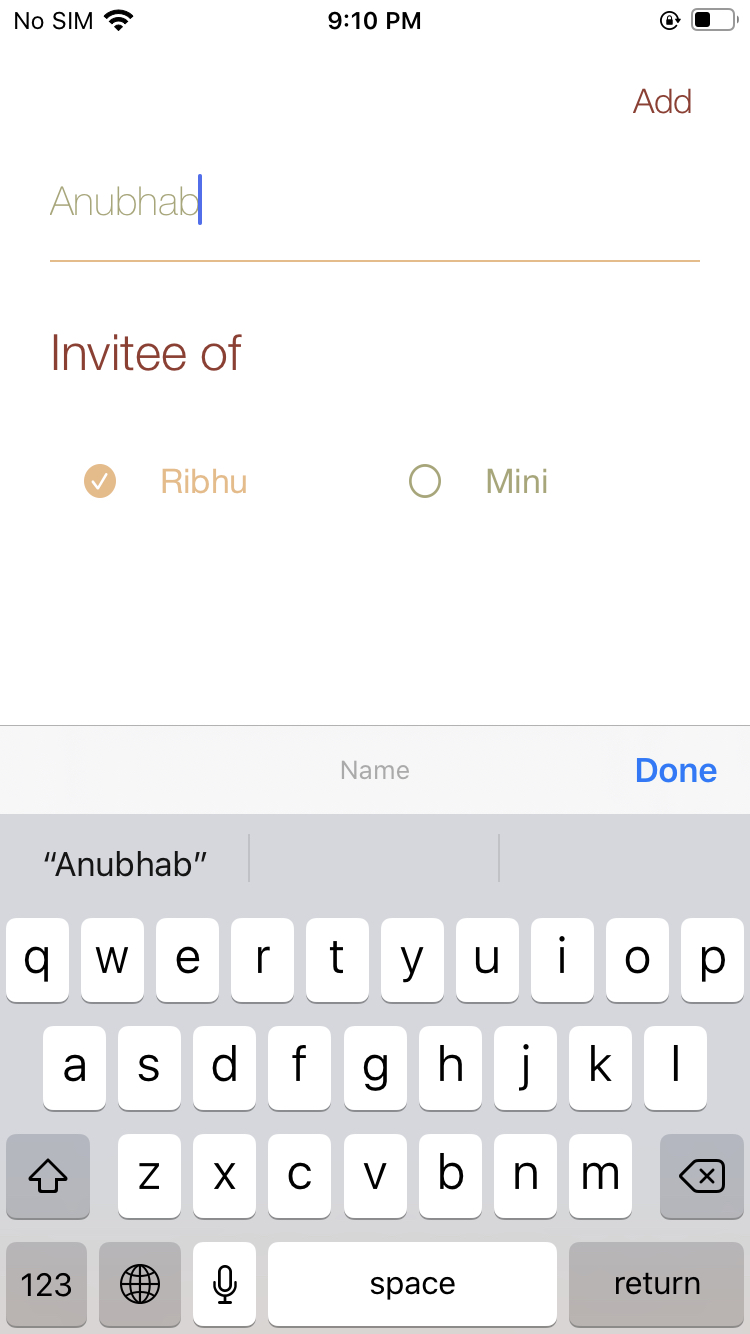 No SIM 9:10 PM
Add
Anubhab
Invitee of
Ribhu Mini
Name Done
“Anubhab”
q w e r t y u i o p
a s d f g h j k l
z x c v b n m
123 space return